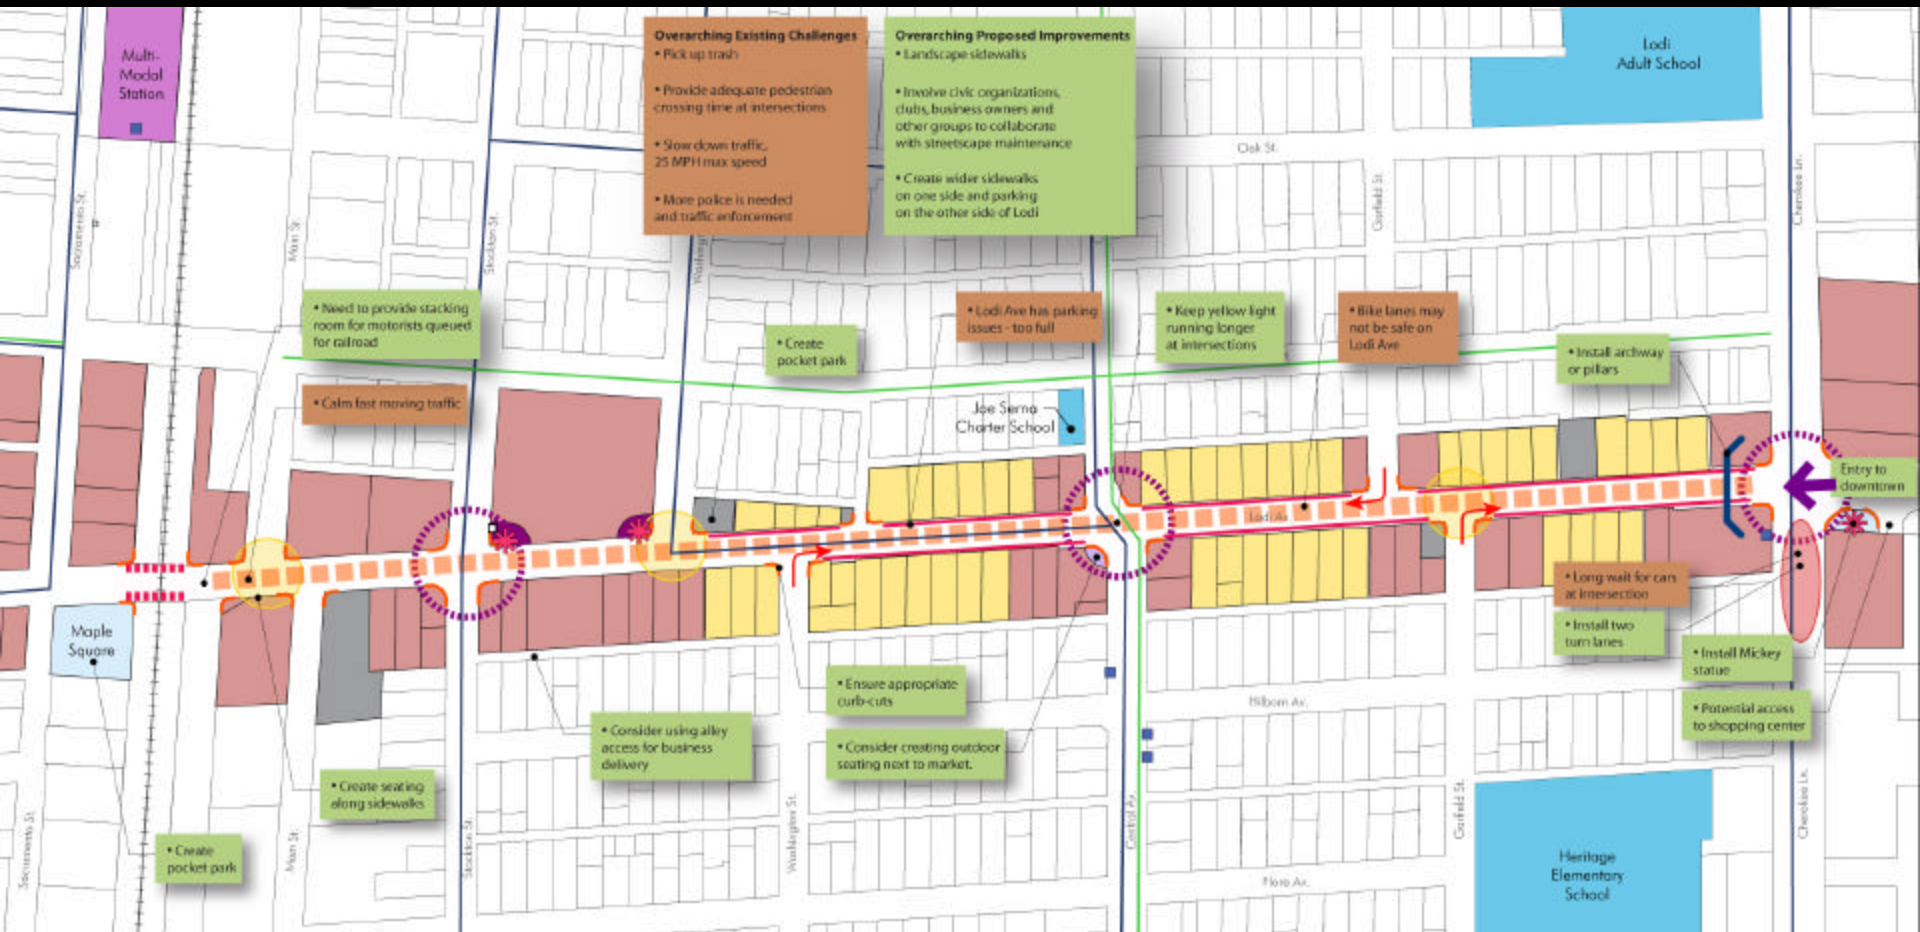 Multi-
Modal
Station
Overarching Existing Challenges
• Pick up trash
• Provide adequate pedestrian
crossing time at intersections
• Slow down traffic,
25 MPH max speed
• More police is needed
and traffic enforcement
Overarching Proposed Improvements
• Landscape sidewalks
• Involve civic organizations,
clubs, business owners and
other groups to collaborate
with streetscape maintenance
• Create wider sidewalks
on one side and parking
on the other side of Lodi
Lodi
Adult School
Oak St.
Sacramento St.
Main St.
Stockton St.
Garfield St.
Cherokee Ln.
• Need to provide stacking
room for motorists queued
for railroad
• Calm fast moving traffic
• Create
pocket park
• Lodi Ave has parking
issues - too full
• Keep yellow light
running longer
at intersections
• Bike lanes may
not be safe on
Lodi Ave
• Install archway
or pillars
Joe Serna
Charter School
Entry to
downtown
Lodi Av.
Maple
Square
• Long wait for cars
at intersection
• Install two
turn lanes
• Install Mickey
statue
• Potential access
to shopping center
• Ensure appropriate
curb-cuts
• Consider using alley
access for business
delivery
• Consider creating outdoor
seating next to market.
Hilborn Av.
• Create seating
along sidewalks
• Create
pocket park
Sacramento St.
Main St.
Stockton St.
Washington St.
Central Av.
Garfield St.
Cherokee Ln.
Flora Av.
Heritage
Elementary
School